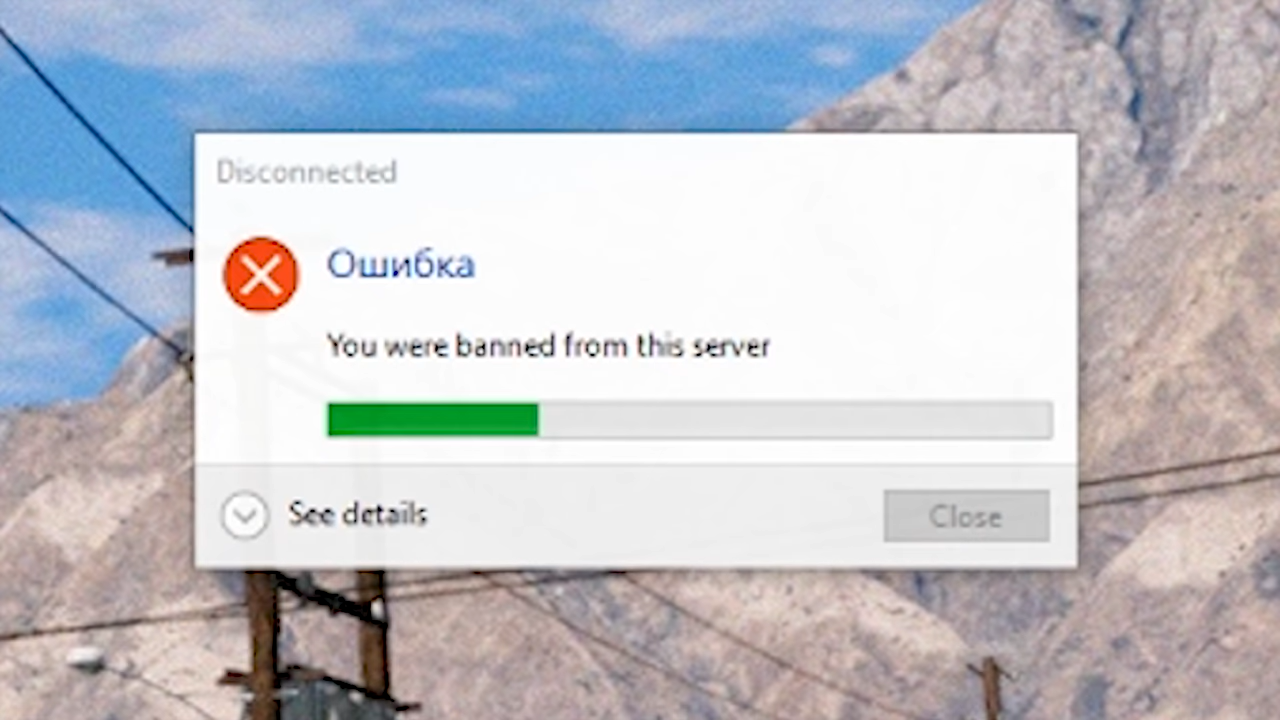 Disconnected
Ошибка
You were banned from this server
See details
Close